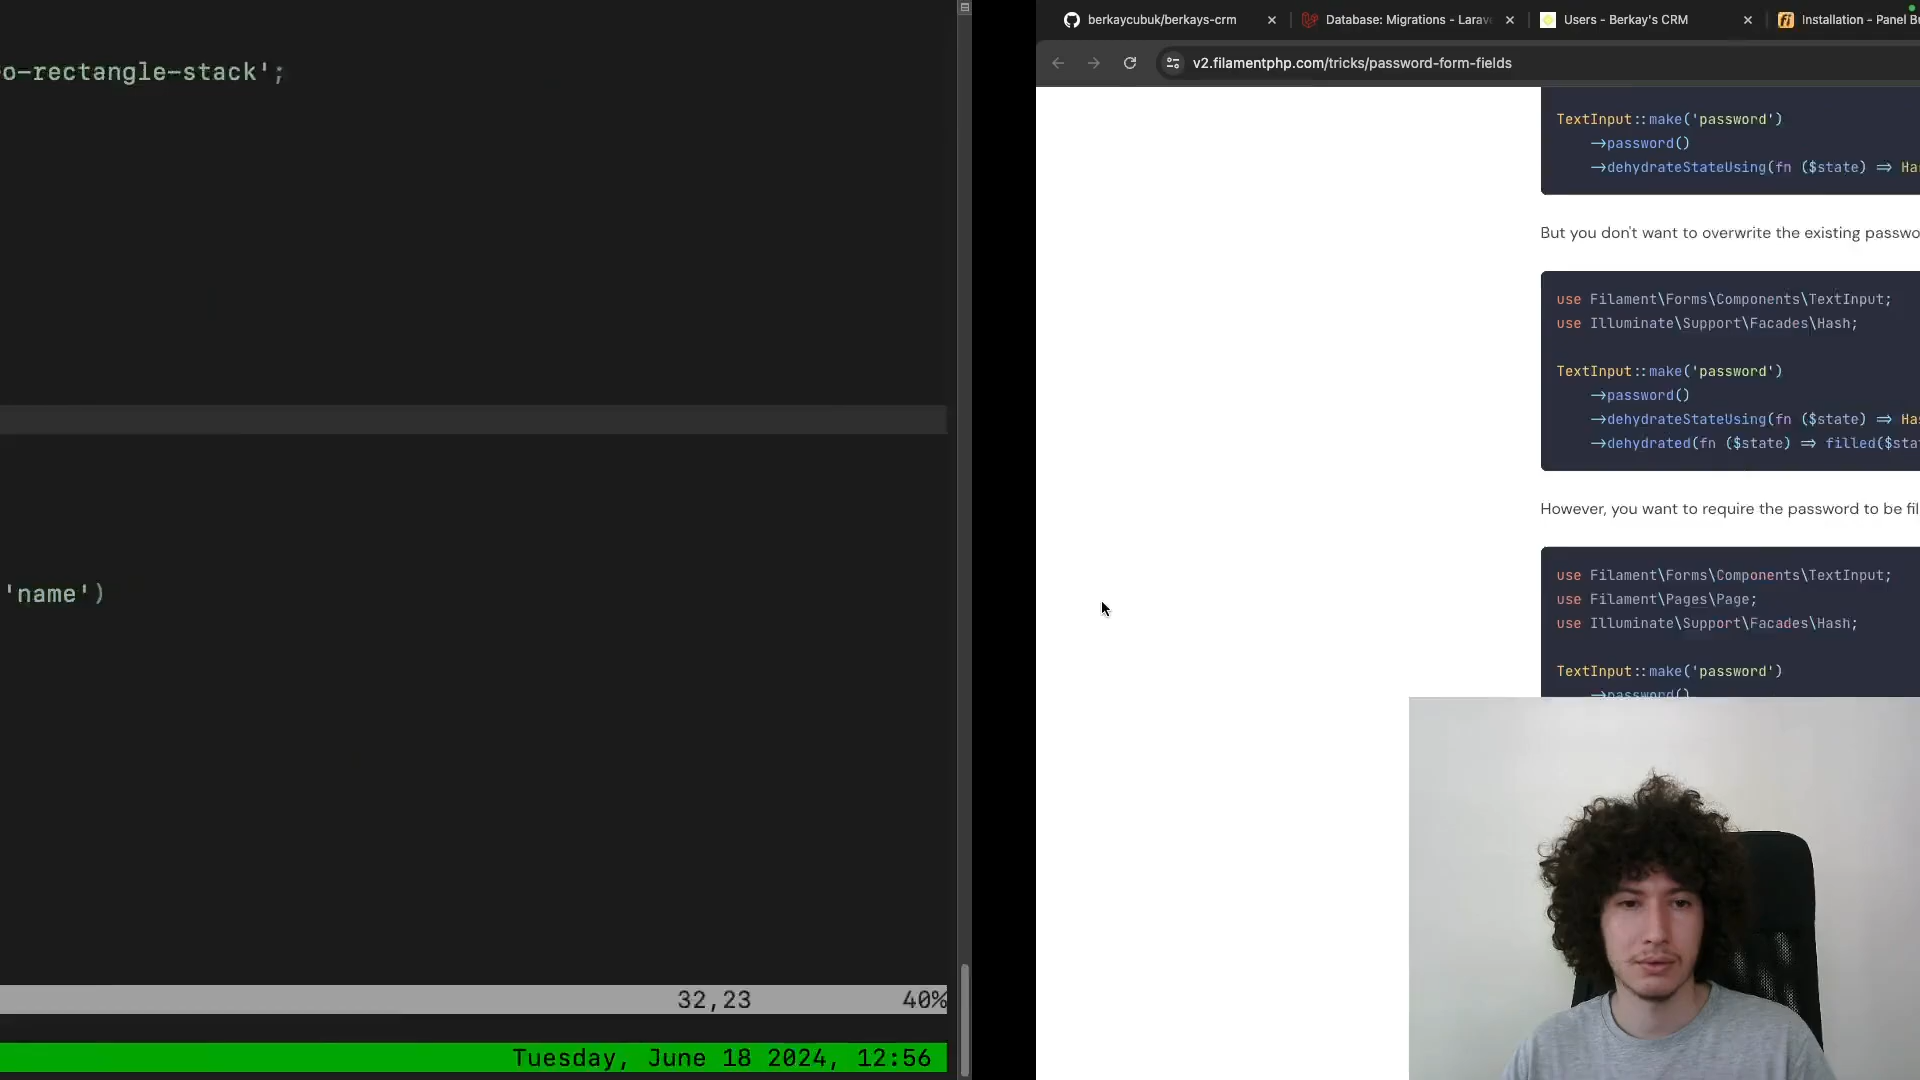 o-rectangle-stack';
'name')
32,23 40%
Tuesday, June 18 2024, 12:56
berkaycubuk/berkays-crm
Database: Migrations - Larav
Users - Berkay's CRM
Installation - Panel Bu
v2.filamentphp.com/tricks/password-form-fields
TextInput::make('password')
->password()
->dehydrateStateUsing(fn ($state) => Ha
But you don't want to overwrite the existing passwo
use Filament\Forms\Components\TextInput;
use Illuminate\Support\Facades\Hash;
TextInput::make('password')
->password()
->dehydrateStateUsing(fn ($state) => Has
->dehydrated(fn ($state) => filled($sta
However, you want to require the password to be fil
use Filament\Forms\Components\TextInput;
use Filament\Pages\Page;
use Illuminate\Support\Facades\Hash;
TextInput::make('password')
->password()